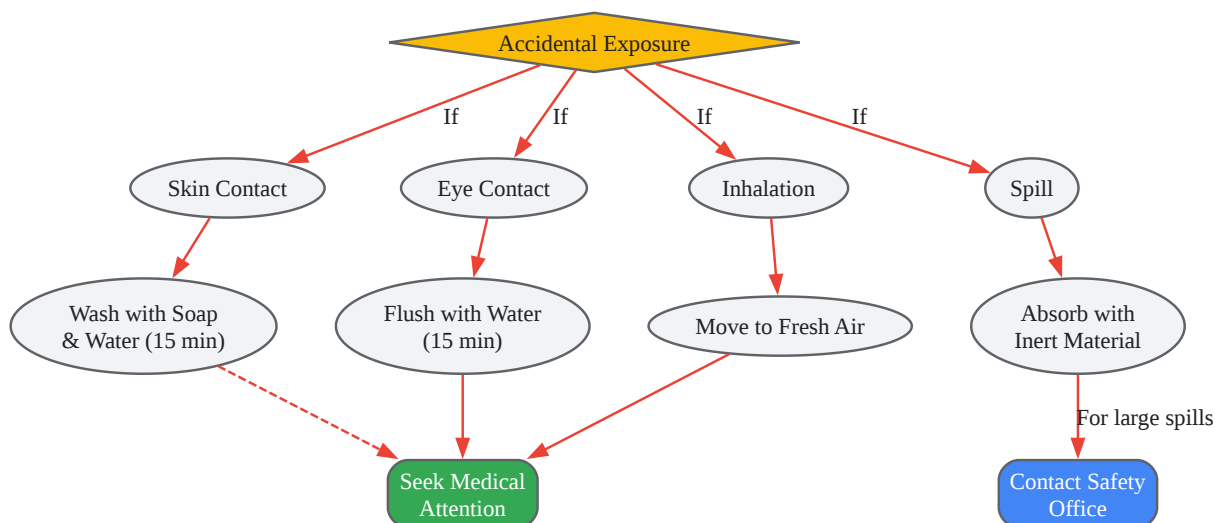 Accidental Exposure
If
If
If
If
Skin Contact
Eye Contact
Inhalation
Spill
Wash with Soap
& Water (15 min)
Flush with Water
(15 min)
Move to Fresh Air
Absorb with
Inert Material
For large spills
Seek Medical
Attention
Contact Safety
Office